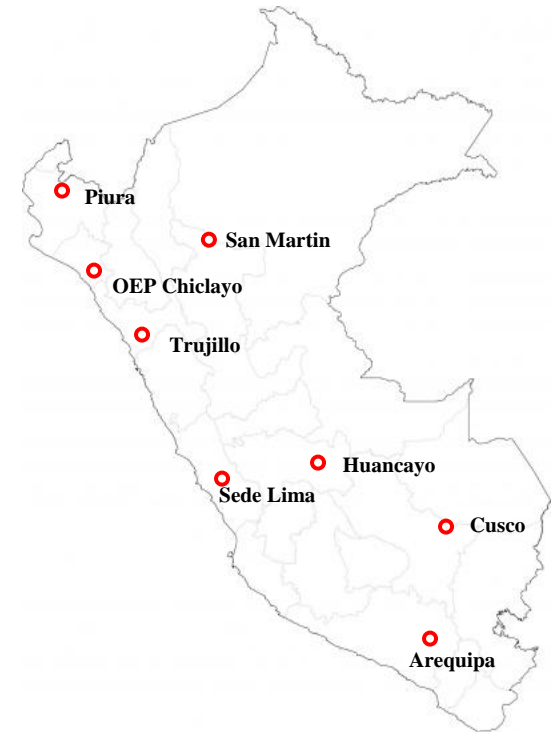 Piura
San Martin
OEP Chiclayo
Trujillo
Huancayo
Sede Lima
Cusco
Arequipa